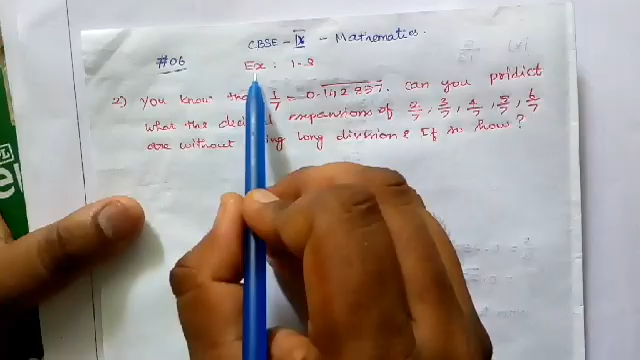 CBSE - IX - Mathematics.
#06
Ex: 1.3
2) You know that 1/7 = 0.142857. Can you pridict
what the decimal expansions of 2/7, 3/7, 4/7, 5/7, 6/7
are without long division? If so how?